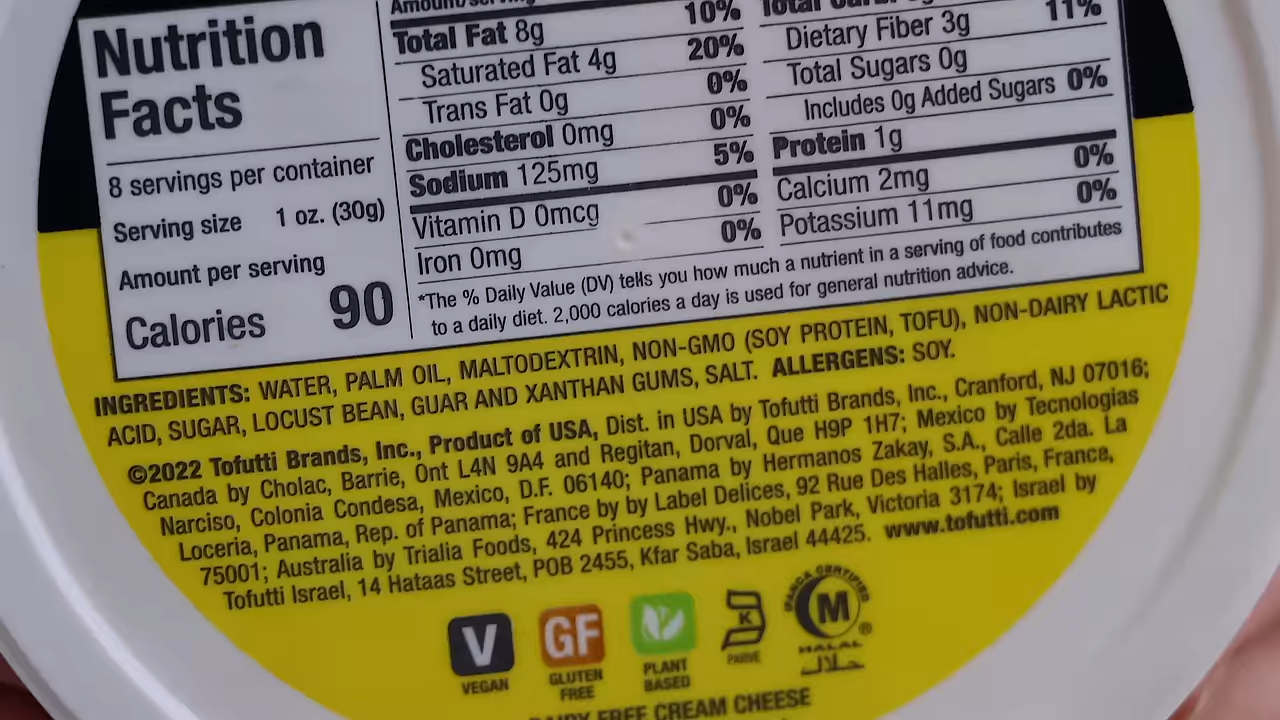 Nutrition
Facts
8 servings per container
Serving size 1 oz. (30g)
Amount per serving
Calories 90
Total Fat 8g 10%
Saturated Fat 4g 20%
Trans Fat 0g 0%
Cholesterol 0mg 0%
Sodium 125mg 5%
Vitamin D 0mcg 0%
Iron 0mg 0%
Dietary Fiber 3g 11%
Total Sugars 0g
Includes 0g Added Sugars 0%
Protein 1g
Calcium 2mg 0%
Potassium 11mg 0%
*The % Daily Value (DV) tells you how much a nutrient in a serving of food contributes
to a daily diet. 2,000 calories a day is used for general nutrition advice.
INGREDIENTS: WATER, PALM OIL, MALTODEXTRIN, NON-GMO (SOY PROTEIN, TOFU), NON-DAIRY LACTIC
ACID, SUGAR, LOCUST BEAN, GUAR AND XANTHAN GUMS, SALT. ALLERGENS: SOY.
©2022 Tofutti Brands, Inc., Product of USA, Dist. in USA by Tofutti Brands, Inc., Cranford, NJ 07016;
Canada by Cholac, Barrie, Ont L4N 9A4 and Regitan, Dorval, Que H9P 1H7; Mexico by Tecnologias
Narciso, Colonia Condesa, Mexico, D.F. 06140; Panama by Hermanos Zakay, S.A., Calle 2da. La
Loceria, Panama, Rep. of Panama; France by by Label Delices, 92 Rue Des Halles, Paris, France,
75001; Australia by Trialia Foods, 424 Princess Hwy., Nobel Park, Victoria 3174; Israel by
Tofutti Israel, 14 Hataas Street, POB 2455, Kfar Saba, Israel 44425. www.tofutti.com
V
VEGAN
GF
GLUTEN
FREE
PLANT
BASED
K
PARVE
CERTIFIED
M
®
HALAL
حلال
DAIRY FREE CREAM CHEESE